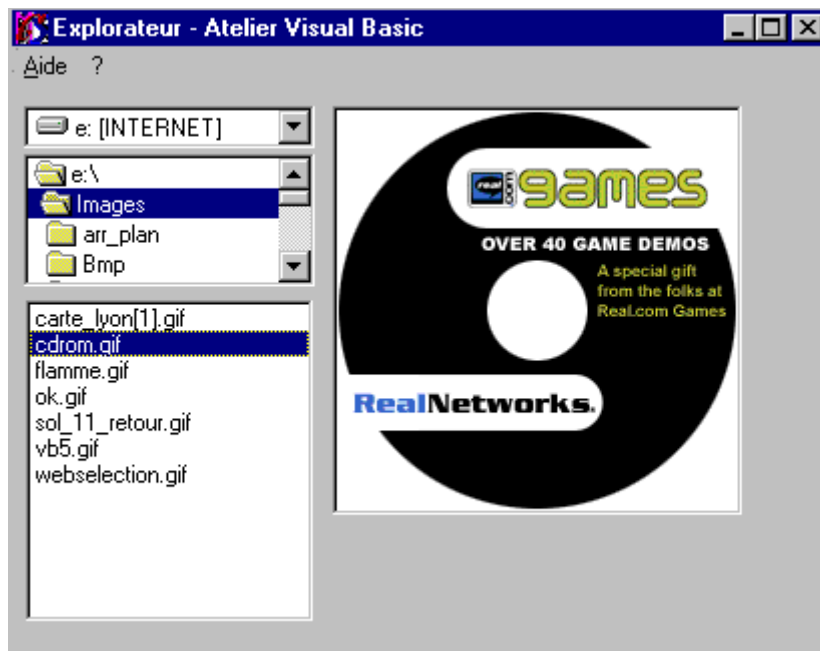 Explorateur - Atelier Visual Basic
Aide ?
e: [INTERNET]
e:\
Images
arr_plan
Bmp
carte_lyon[1].gif
cdrom.gif
flamme.gif
ok.gif
sol_11_retour.gif
vb5.gif
webselection.gif
real.com games
OVER 40 GAME DEMOS
A special gift
from the folks at
Real.com Games
RealNetworks.